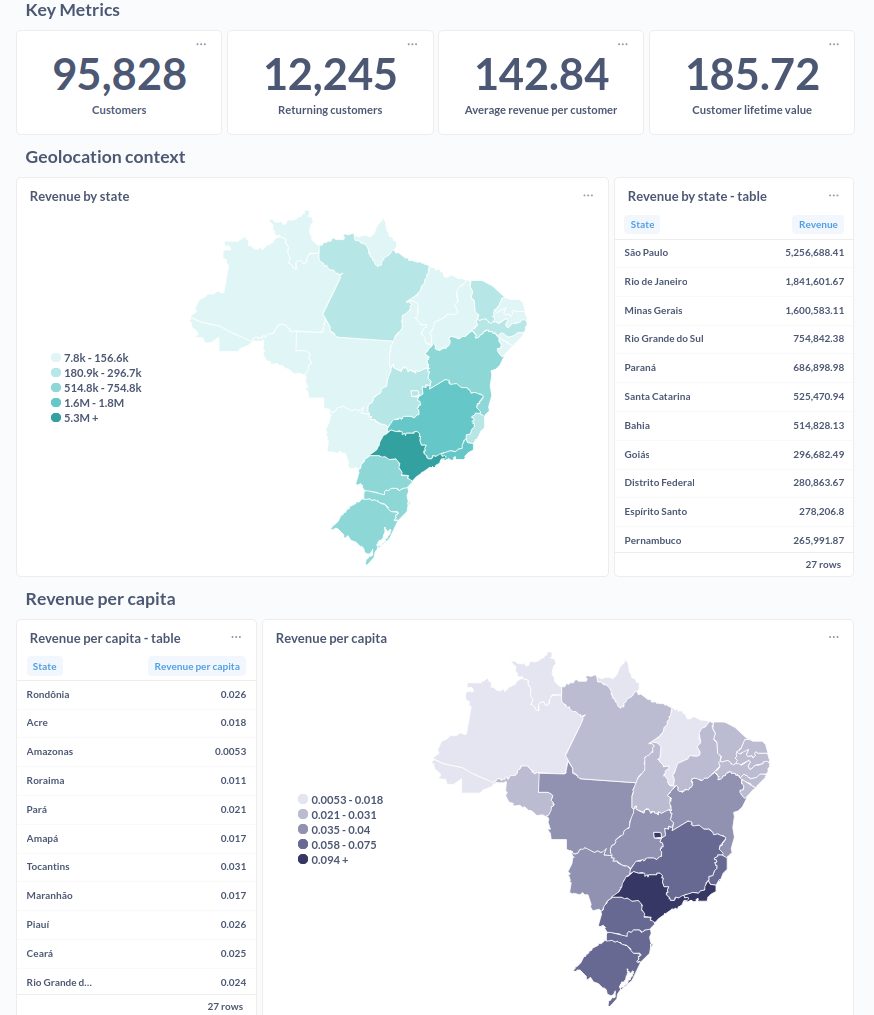 Key Metrics
95,828
Customers
12,245
Returning customers
142.84
Average revenue per customer
185.72
Customer lifetime value
Geolocation context
Revenue by state
7.8k - 156.6k
180.9k - 296.7k
514.8k - 754.8k
1.6M - 1.8M
5.3M +
Revenue by state - table
State Revenue
São Paulo 5,256,688.41
Rio de Janeiro 1,841,601.67
Minas Gerais 1,600,583.11
Rio Grande do Sul 754,842.38
Paraná 686,898.98
Santa Catarina 525,470.94
Bahia 514,828.13
Goiás 296,682.49
Distrito Federal 280,863.67
Espírito Santo 278,206.8
Pernambuco 265,991.87
27 rows
Revenue per capita
Revenue per capita - table
State Revenue per capita
Rondônia 0.026
Acre 0.018
Amazonas 0.0053
Roraima 0.011
Pará 0.021
Amapá 0.017
Tocantins 0.031
Maranhão 0.017
Piauí 0.026
Ceará 0.025
Rio Grande d... 0.024
27 rows
Revenue per capita
0.0053 - 0.018
0.021 - 0.031
0.035 - 0.04
0.058 - 0.075
0.094 +